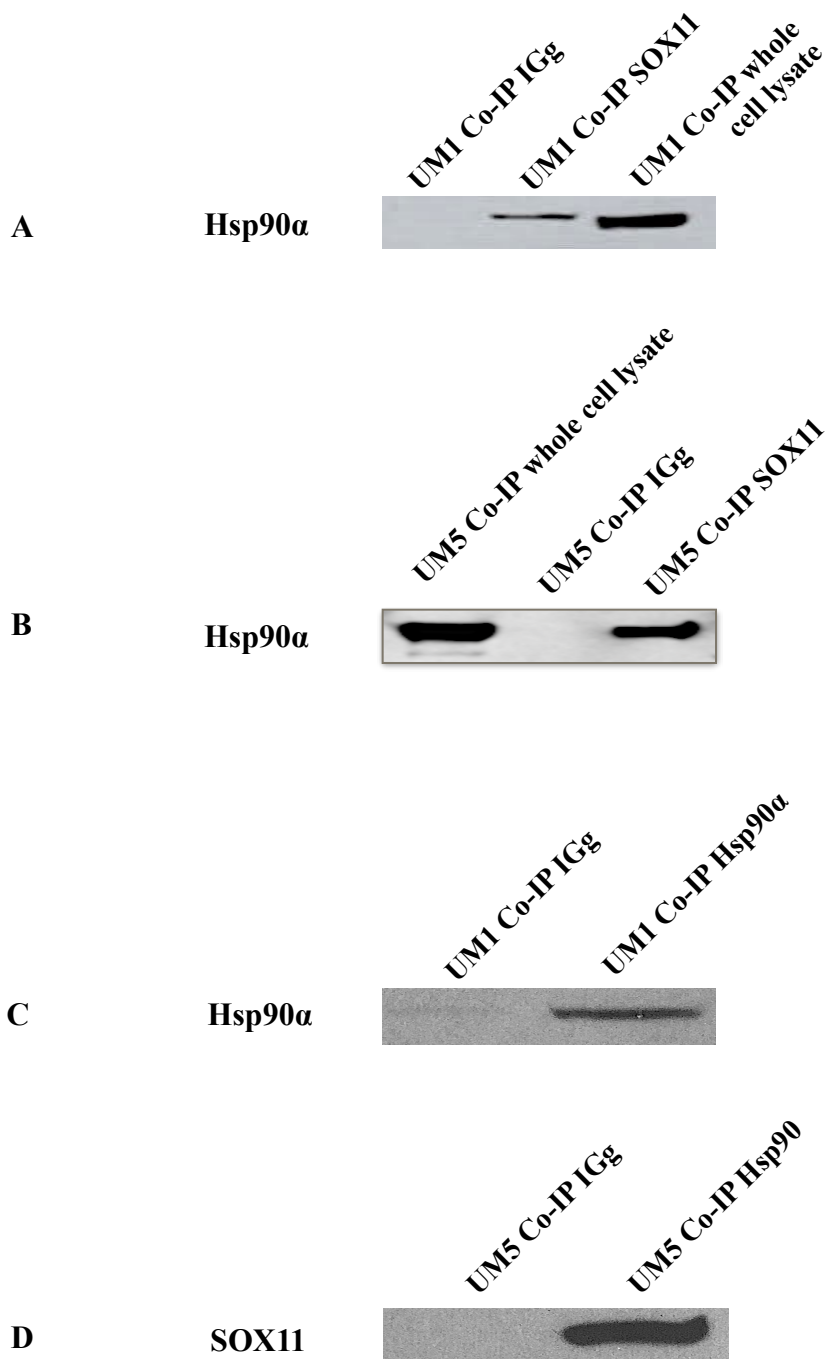 UM1 Co-IP IGg
UM1 Co-IP SOX11
UM1 Co-IP whole
cell lysate
A
Hsp90α
UM5 Co-IP whole cell lysate
UM5 Co-IP IGg
UM5 Co-IP SOX11
B
Hsp90α
UM1 Co-IP IGg
UM1 Co-IP Hsp90α
C
Hsp90α
UM5 Co-IP IGg
UM5 Co-IP Hsp90
D
SOX11